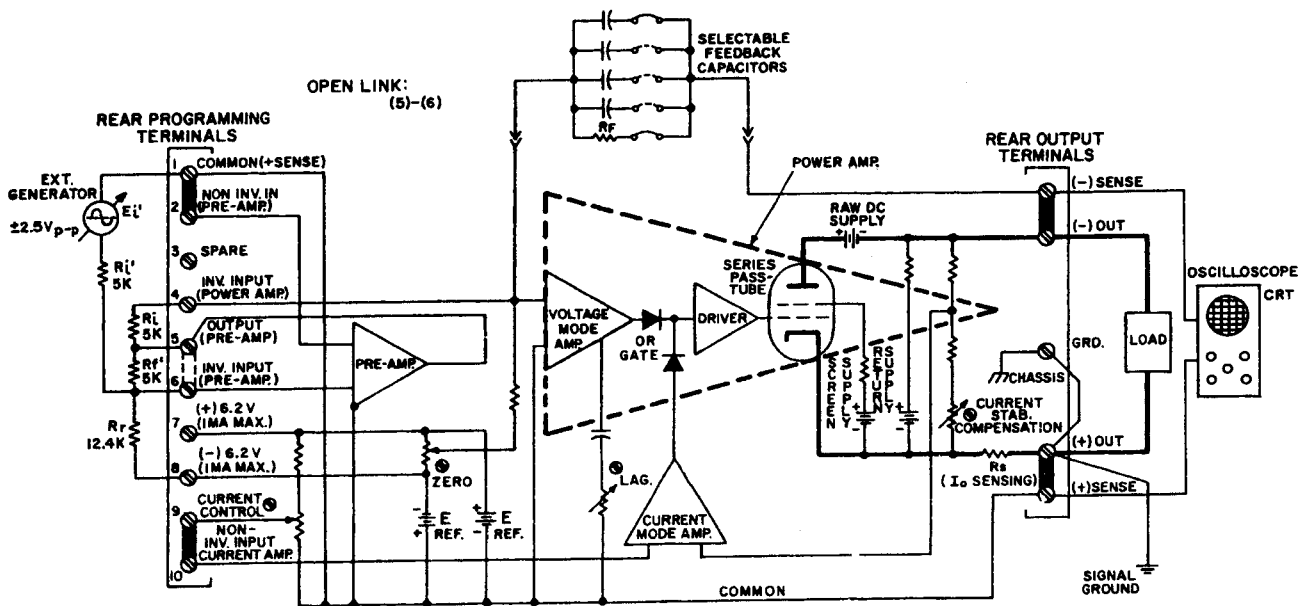 SELECTABLE
FEEDBACK
CAPACITORS
RF
OPEN LINK:
(5)-(6)
REAR PROGRAMMING
TERMINALS
EXT.
GENERATOR
Ei'
±2.5Vp-p
Ri'
5K
Ri
5K
Rf'
5K
Rr
12.4K
1
COMMON (+SENSE)
2
NON INV. IN
(PRE-AMP.)
3
SPARE
4
INV. INPUT
(POWER AMP.)
5
OUTPUT
(PRE-AMP)
6
INV. INPUT
(PRE-AMP.)
7
(+) 6.2 V
(1MA MAX.)
8
(-) 6.2V
(1MA MAX.)
9
CURRENT
CONTROL
NON-
INV. INPUT
CURRENT AMP.
10
PRE-AMP.
ZERO
- +
E
REF.
+ -
E
REF.
LAG.
VOLTAGE
MODE
AMP.
OR
GATE
DRIVER
SERIES
PASS-
TUBE
POWER AMP.
RAW DC
SUPPLY
+ -
SCREEN
SUPPLY
+ -
RETURN
SUPPLY
+ -
CURRENT
STAB.
COMPENSATION
CURRENT
MODE AMP.
Rs
(Io SENSING)
COMMON
REAR OUTPUT
TERMINALS
(-) SENSE
(-) OUT
GRD.
CHASSIS
(+) OUT
(+) SENSE
LOAD
OSCILLOSCOPE
CRT
SIGNAL
GROUND